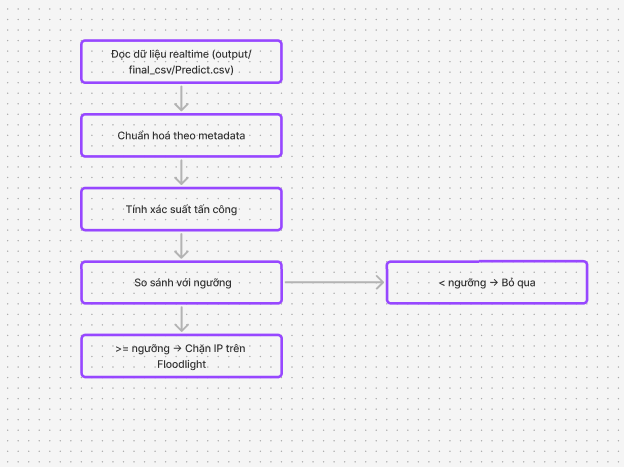 Đọc dữ liệu realtime (output/
final_csv/Predict.csv)
Chuẩn hoá theo metadata
Tính xác suất tấn công
So sánh với ngưỡng
< ngưỡng → Bỏ qua
>= ngưỡng → Chặn IP trên
Floodlight